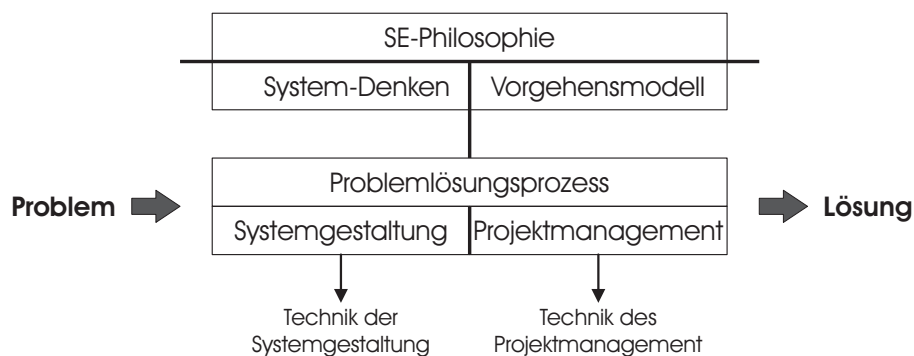 SE-Philosophie
System-Denken Vorgehensmodell
Problemlösungsprozess
Problem Lösung
Systemgestaltung Projektmanagement
Technik der
Systemgestaltung
Technik des
Projektmanagement